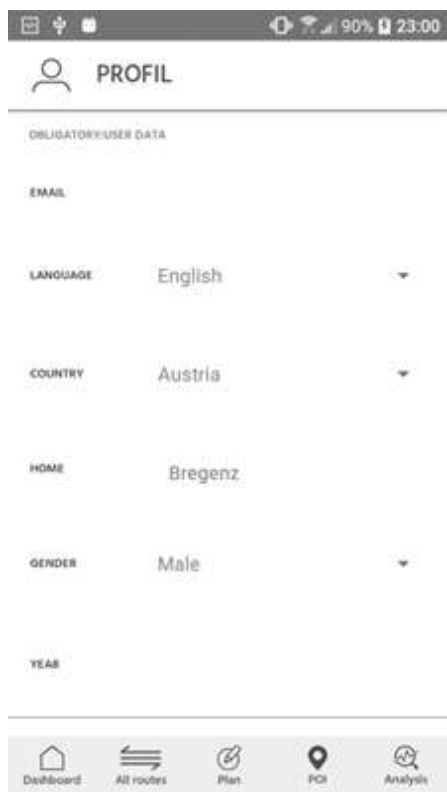 90% 23:00
PROFIL
OBLIGATORY USER DATA
EMAIL
LANGUAGE English
COUNTRY Austria
HOME Bregenz
GENDER Male
YEAR
Dashboard All routes Plan POI Analysis